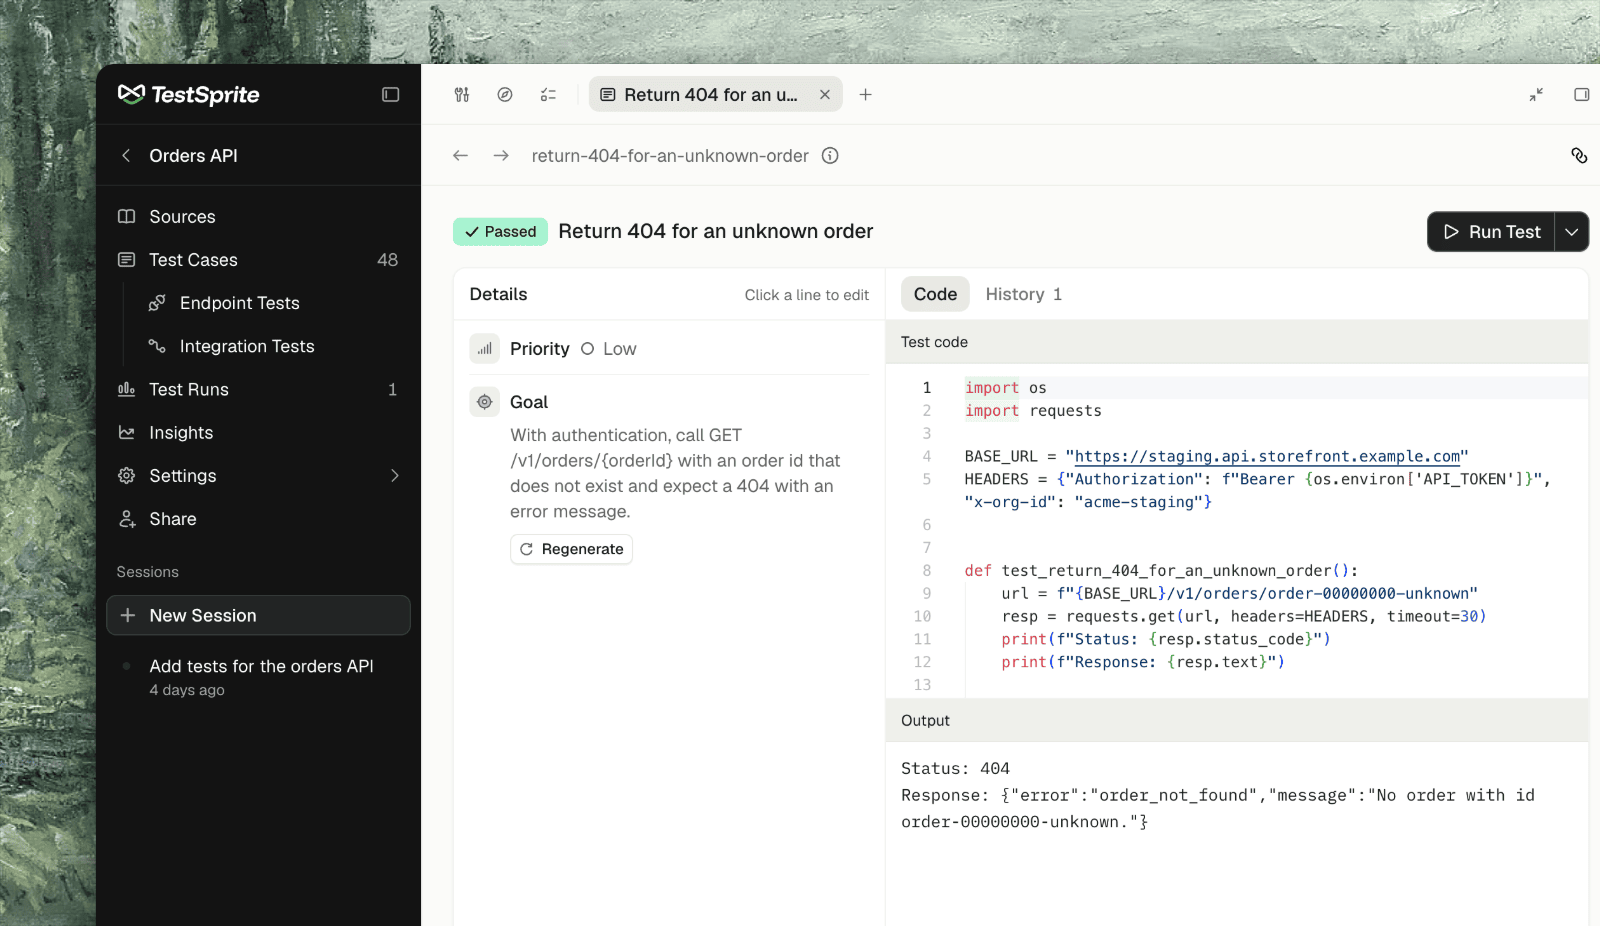 TestSprite
Orders API
Sources
Test Cases 48
Endpoint Tests
Integration Tests
Test Runs 1
Insights
Settings
Share
Sessions
New Session
Add tests for the orders API
4 days ago
Return 404 for an u...
return-404-for-an-unknown-order
Passed
Return 404 for an unknown order
Run Test
Details
Click a line to edit
Priority Low
Goal
With authentication, call GET
/v1/orders/{orderId} with an order id that
does not exist and expect a 404 with an
error message.
Regenerate
Code History 1
Test code
1 import os
2 import requests
3
4 BASE_URL = "https://staging.api.storefront.example.com"
5 HEADERS = {"Authorization": f"Bearer {os.environ['API_TOKEN']}",
"x-org-id": "acme-staging"}
6
7
8 def test_return_404_for_an_unknown_order():
9 url = f"{BASE_URL}/v1/orders/order-00000000-unknown"
10 resp = requests.get(url, headers=HEADERS, timeout=30)
11 print(f"Status: {resp.status_code}")
12 print(f"Response: {resp.text}")
13
Output
Status: 404
Response: {"error":"order_not_found","message":"No order with id
order-00000000-unknown."}